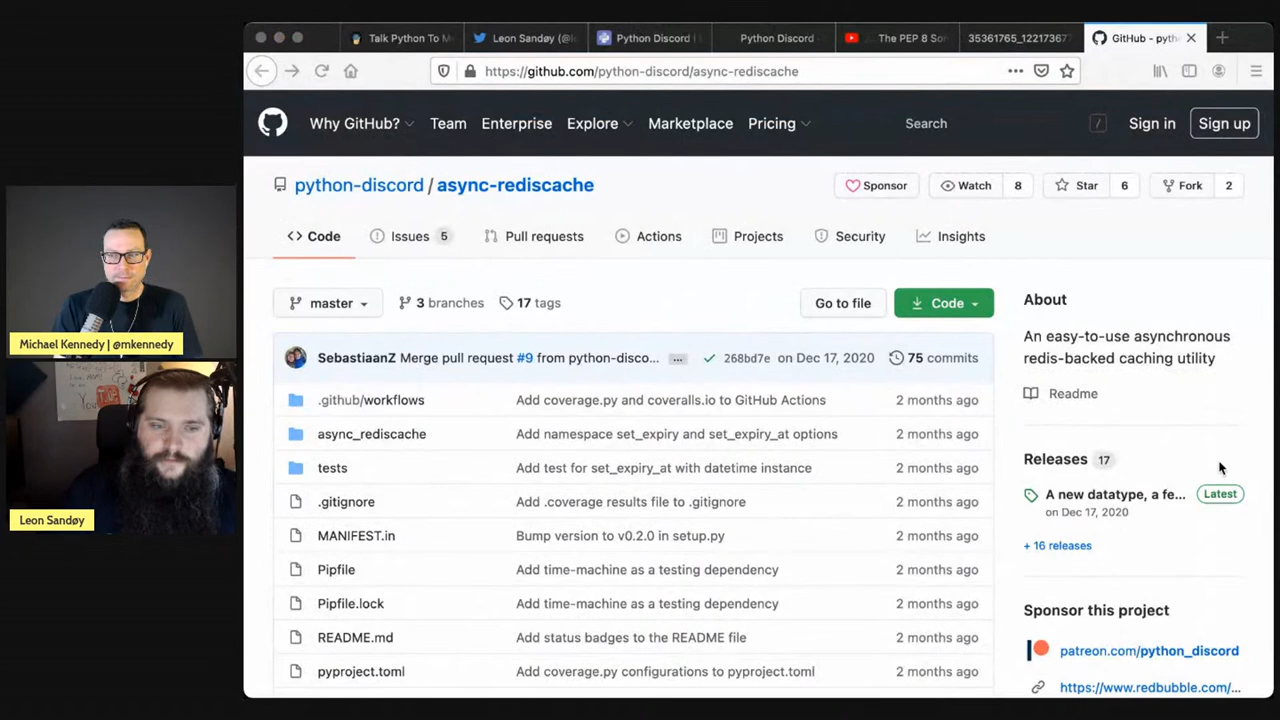 Talk Python To M
Leon Sandøy (@l
Python Discord |
Python Discord
The PEP 8 Son
35361765_122173677
GitHub - pyth
https://github.com/python-discord/async-rediscache
Why GitHub?
Team
Enterprise
Explore
Marketplace
Pricing
Search
/
Sign in
Sign up
python-discord / async-rediscache
Sponsor
Watch 8
Star 6
Fork 2
Code
Issues 5
Pull requests
Actions
Projects
Security
Insights
master
3 branches
17 tags
Go to file
Code
SebastiaanZ Merge pull request #9 from python-disco... ... 268bd7e on Dec 17, 2020 75 commits
.github/workflows Add coverage.py and coveralls.io to GitHub Actions 2 months ago
async_rediscache Add namespace set_expiry and set_expiry_at options 2 months ago
tests Add test for set_expiry_at with datetime instance 2 months ago
.gitignore Add .coverage results file to .gitignore 2 months ago
MANIFEST.in Bump version to v0.2.0 in setup.py 2 months ago
Pipfile Add time-machine as a testing dependency 2 months ago
Pipfile.lock Add time-machine as a testing dependency 2 months ago
README.md Add status badges to the README file 2 months ago
pyproject.toml Add coverage.py configurations to pyproject.toml 2 months ago
About
An easy-to-use asynchronous
redis-backed caching utility
Readme
Releases 17
A new datatype, a fe... Latest
on Dec 17, 2020
+ 16 releases
Sponsor this project
patreon.com/python_discord
https://www.redbubble.com/...
Michael Kennedy | @mkennedy
You
Leon Sandøy